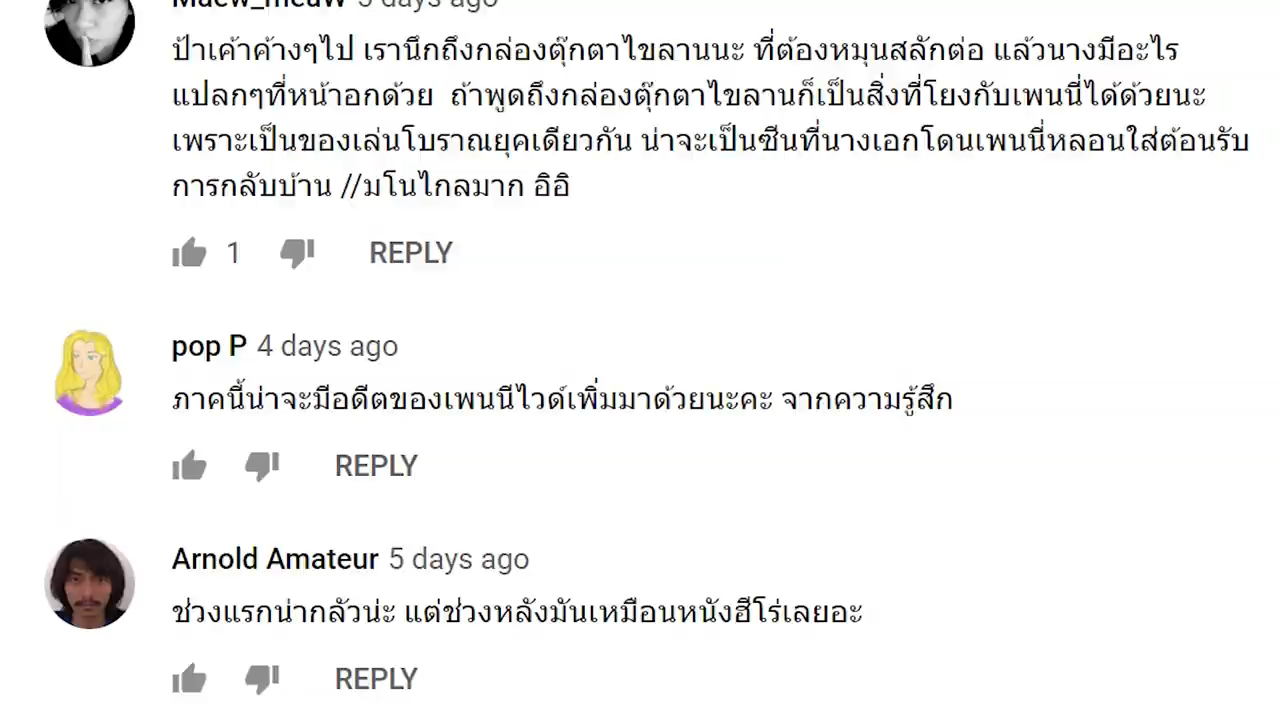 Maew_meaw 5 days ago
ป้าเค้าค้างๆไป เรานึกถึงกล่องตุ๊กตาไขลานนะ ที่ต้องหมุนสลักต่อ แล้วนางมีอะไร
แปลกๆที่หน้าอกด้วย  ถ้าพูดถึงกล่องตุ๊กตาไขลานก็เป็นสิ่งที่โยงกับเพนนี่ได้ด้วยนะ
เพราะเป็นของเล่นโบราณยุคเดียวกัน น่าจะเป็นซีนที่นางเอกโดนเพนนี่หลอนใส่ต้อนรับ
การกลับบ้าน //มโนไกลมาก อิอิ
1 REPLY
pop P 4 days ago
ภาคนี้น่าจะมีอดีตของเพนนีไวด์เพิ่มมาด้วยนะคะ จากความรู้สึก
REPLY
Arnold Amateur 5 days ago
ช่วงแรกน่ากลัวน่ะ แต่ช่วงหลังมันเหมือนหนังฮีโร่เลยอะ
REPLY